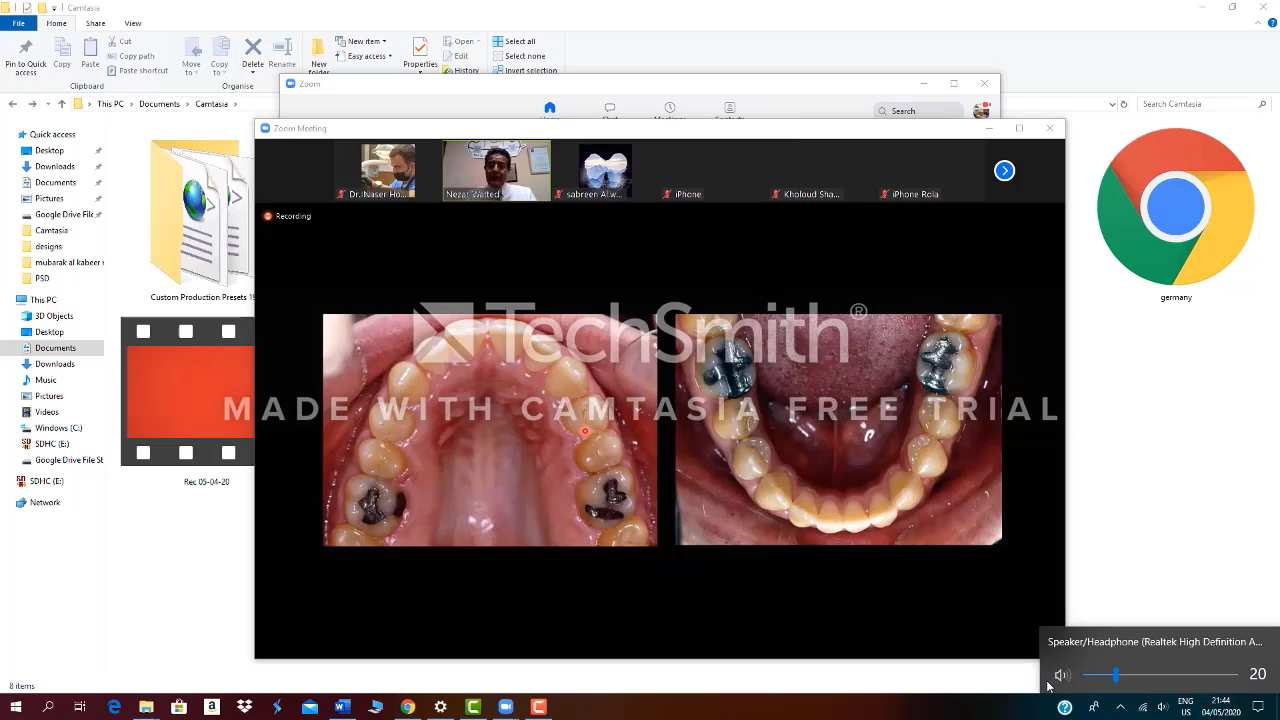 Camtasia
File
Home
Share
View
Pin to Quick access
Copy
Paste
Cut
Copy path
Paste shortcut
Clipboard
Move to
Copy to
Delete
Rename
Organise
New folder
New item
Easy access
Properties
Open
Edit
History
Select all
Select none
Invert selection
This PC
Documents
Camtasia
Search Camtasia
Quick access
Desktop
Downloads
Documents
Pictures
Google Drive File
Camtasia
designs
mubarak al kabeer
PSD
This PC
3D Objects
Desktop
Documents
Downloads
Music
Pictures
Videos
Windows (C:)
SDHC (E:)
Google Drive File St
SDHC (E:)
Network
Custom Production Presets 19
Rec 05-04-20
germany
Zoom
Search
Zoom Meeting
Dr.(Naser Ho...
Nezar Watted
sabreen Al.w...
iPhone
Kholoud Sha...
iPhone Rola
Recording
TechSmith®
MADE WITH CAMTASIA FREE TRIAL
Speaker/Headphone (Realtek High Definition A...
20
8 items
ENG
US
21:44
04/05/2020